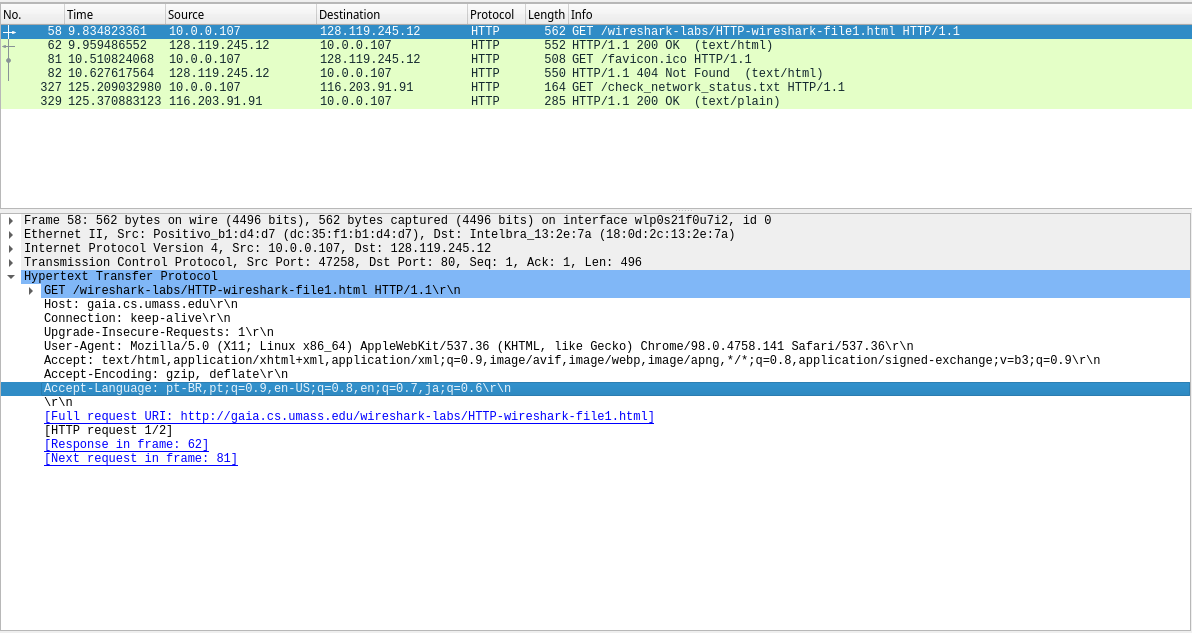 No. Time Source Destination Protocol Length Info
58 9.834823361 10.0.0.107 128.119.245.12 HTTP 562 GET /wireshark-labs/HTTP-wireshark-file1.html HTTP/1.1
62 9.959486552 128.119.245.12 10.0.0.107 HTTP 552 HTTP/1.1 200 OK (text/html)
81 10.510824068 10.0.0.107 128.119.245.12 HTTP 508 GET /favicon.ico HTTP/1.1
82 10.627617564 128.119.245.12 10.0.0.107 HTTP 550 HTTP/1.1 404 Not Found (text/html)
327 125.209032980 10.0.0.107 116.203.91.91 HTTP 164 GET /check_network_status.txt HTTP/1.1
329 125.370883123 116.203.91.91 10.0.0.107 HTTP 285 HTTP/1.1 200 OK (text/plain)
Frame 58: 562 bytes on wire (4496 bits), 562 bytes captured (4496 bits) on interface wlp0s21f0u7i2, id 0
Ethernet II, Src: Positivo_b1:d4:d7 (dc:35:f1:b1:d4:d7), Dst: Intelbra_13:2e:7a (18:0d:2c:13:2e:7a)
Internet Protocol Version 4, Src: 10.0.0.107, Dst: 128.119.245.12
Transmission Control Protocol, Src Port: 47258, Dst Port: 80, Seq: 1, Ack: 1, Len: 496
Hypertext Transfer Protocol
GET /wireshark-labs/HTTP-wireshark-file1.html HTTP/1.1\r\n
Host: gaia.cs.umass.edu\r\n
Connection: keep-alive\r\n
Upgrade-Insecure-Requests: 1\r\n
User-Agent: Mozilla/5.0 (X11; Linux x86_64) AppleWebKit/537.36 (KHTML, like Gecko) Chrome/98.0.4758.141 Safari/537.36\r\n
Accept: text/html,application/xhtml+xml,application/xml;q=0.9,image/avif,image/webp,image/apng,*/*;q=0.8,application/signed-exchange;v=b3;q=0.9\r\n
Accept-Encoding: gzip, deflate\r\n
Accept-Language: pt-BR,pt;q=0.9,en-US;q=0.8,en;q=0.7,ja;q=0.6\r\n
\r\n
[Full request URI: http://gaia.cs.umass.edu/wireshark-labs/HTTP-wireshark-file1.html]
[HTTP request 1/2]
[Response in frame: 62]
[Next request in frame: 81]